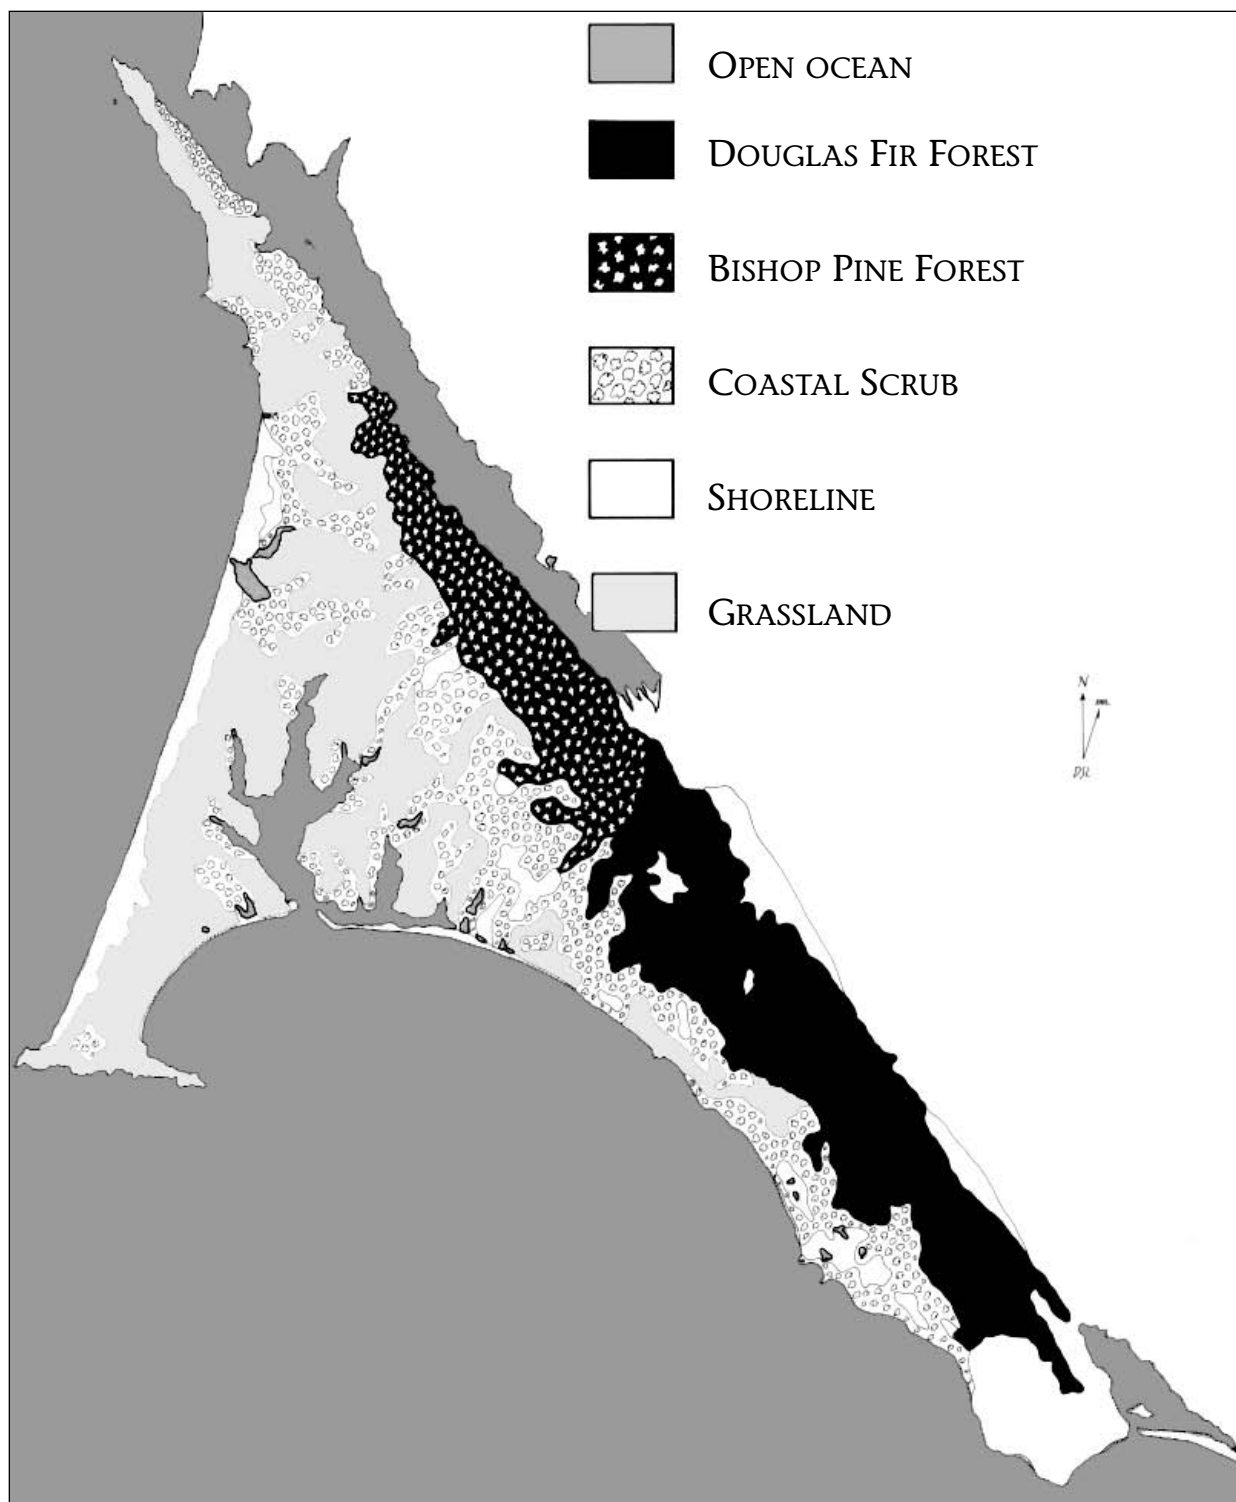 Open ocean
Douglas Fir Forest
Bishop Pine Forest
Coastal Scrub
Shoreline
Grassland
N
m.